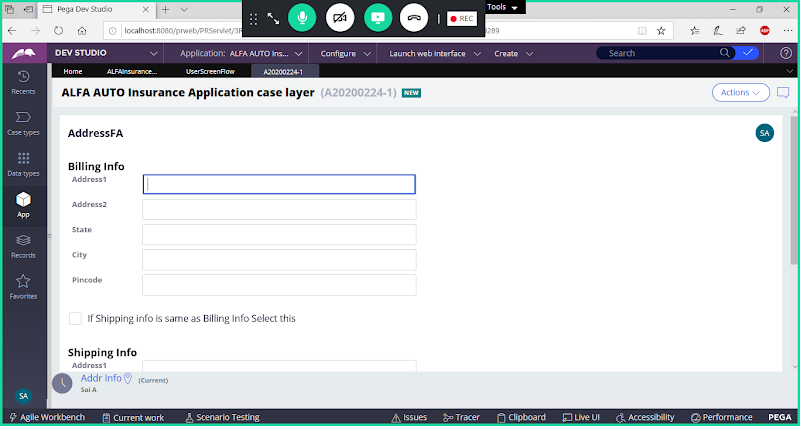 Pega Dev Studio
Tools
REC
localhost:8080/prweb/PRServlet/3R
0289
DEV STUDIO
Application: ALFA AUTO Ins...
Configure
Launch web interface
Create
Search
Home
ALFAInsurance...
UserScreenFlow
A20200224-1
Recents
Case types
Data types
App
Records
Favorites
SA
ALFA AUTO Insurance Application case layer (A20200224-1) NEW
Actions
AddressFA
SA
Billing Info
Address1
Address2
State
City
Pincode
If Shipping info is same as Billing Info Select this
Shipping Info
Address1
Addr Info (Current)
Sai A
Agile Workbench
Current work
Scenario Testing
Issues
Tracer
Clipboard
Live UI
Accessibility
Performance
PEGA